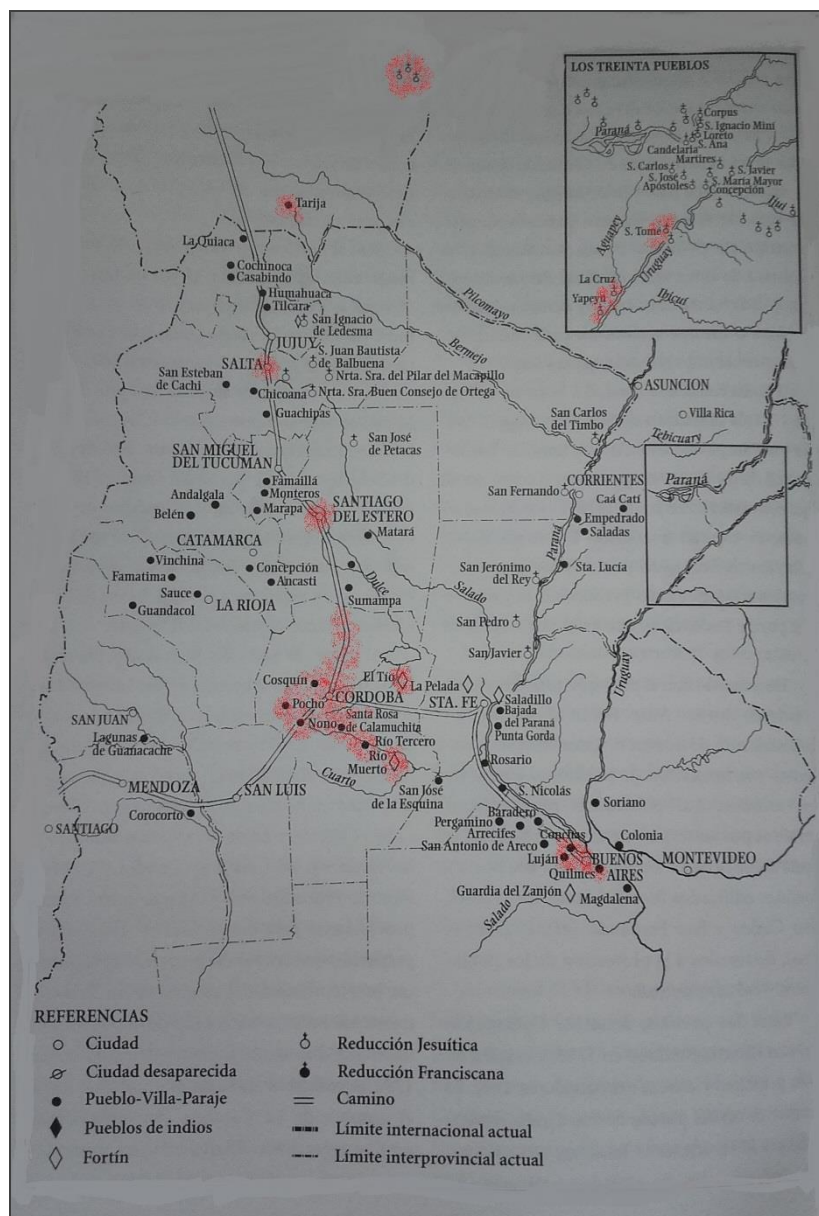 LOS TREINTA PUEBLOS
Corpus
S. Ignacio Mini
Loreto
S. Ana
Paraná
Candelaria
Martires
S. Carlos
S. Javier
S. José
S. María Mayor
Apóstoles
Concepción
Ijuí
Aguapey
S. Tomé
Uruguay
La Cruz
Yapeyú
Ibicuí
Tarija
La Quiaca
Cochinoca
Casabindo
Humahuaca
Tilcara
San Ignacio
de Ledesma
JUJUY
Pilcomayo
Bermejo
S. Juan Bautista
de Balbuena
SALTA
San Esteban
de Cachi
Nrta. Sra. del Pilar del Macapillo
Chicoana
Nrta. Sra. Buen Consejo de Ortega
Guachipas
ASUNCION
Villa Rica
San Carlos
del Timbo
Tebicuary
San José
de Petacas
SAN MIGUEL
DEL TUCUMAN
Famaillá
Monteros
Marapa
Andalgala
Belén
SANTIAGO
DEL ESTERO
Matará
San Fernando
CORRIENTES
Caá Catí
Empedrado
Saladas
Paraná
CATAMARCA
Vinchina
Famatima
Concepción
Ancasti
Sauce
Guandacol
LA RIOJA
Dulce
Sumampa
Salado
San Jerónimo
del Rey
Sta. Lucía
Paraná
San Pedro
San Javier
Uruguay
Cosquín
El Tío
La Pelada
Pocho
CORDOBA
STA. FE
Saladillo
Bajada
del Paraná
Punta Gorda
Nono
Santa Rosa
de Calamuchita
Río Tercero
Río
Muerto
SAN JUAN
Lagunas
de Guanacache
Cuarto
San José
de la Esquina
Rosario
MENDOZA
SAN LUIS
Corocorto
SANTIAGO
S. Nicolás
Soriano
Pergamino
Baradero
Arrecifes
Conchas
San Antonio de Areco
Colonia
Luján
BUENOS
AIRES
MONTEVIDEO
Quilmes
Guardia del Zanjón
Magdalena
Salado
REFERENCIAS
Ciudad
Ciudad desaparecida
Pueblo-Villa-Paraje
Pueblos de indios
Fortín
Reducción Jesuítica
Reducción Franciscana
Camino
Límite internacional actual
Límite interprovincial actual